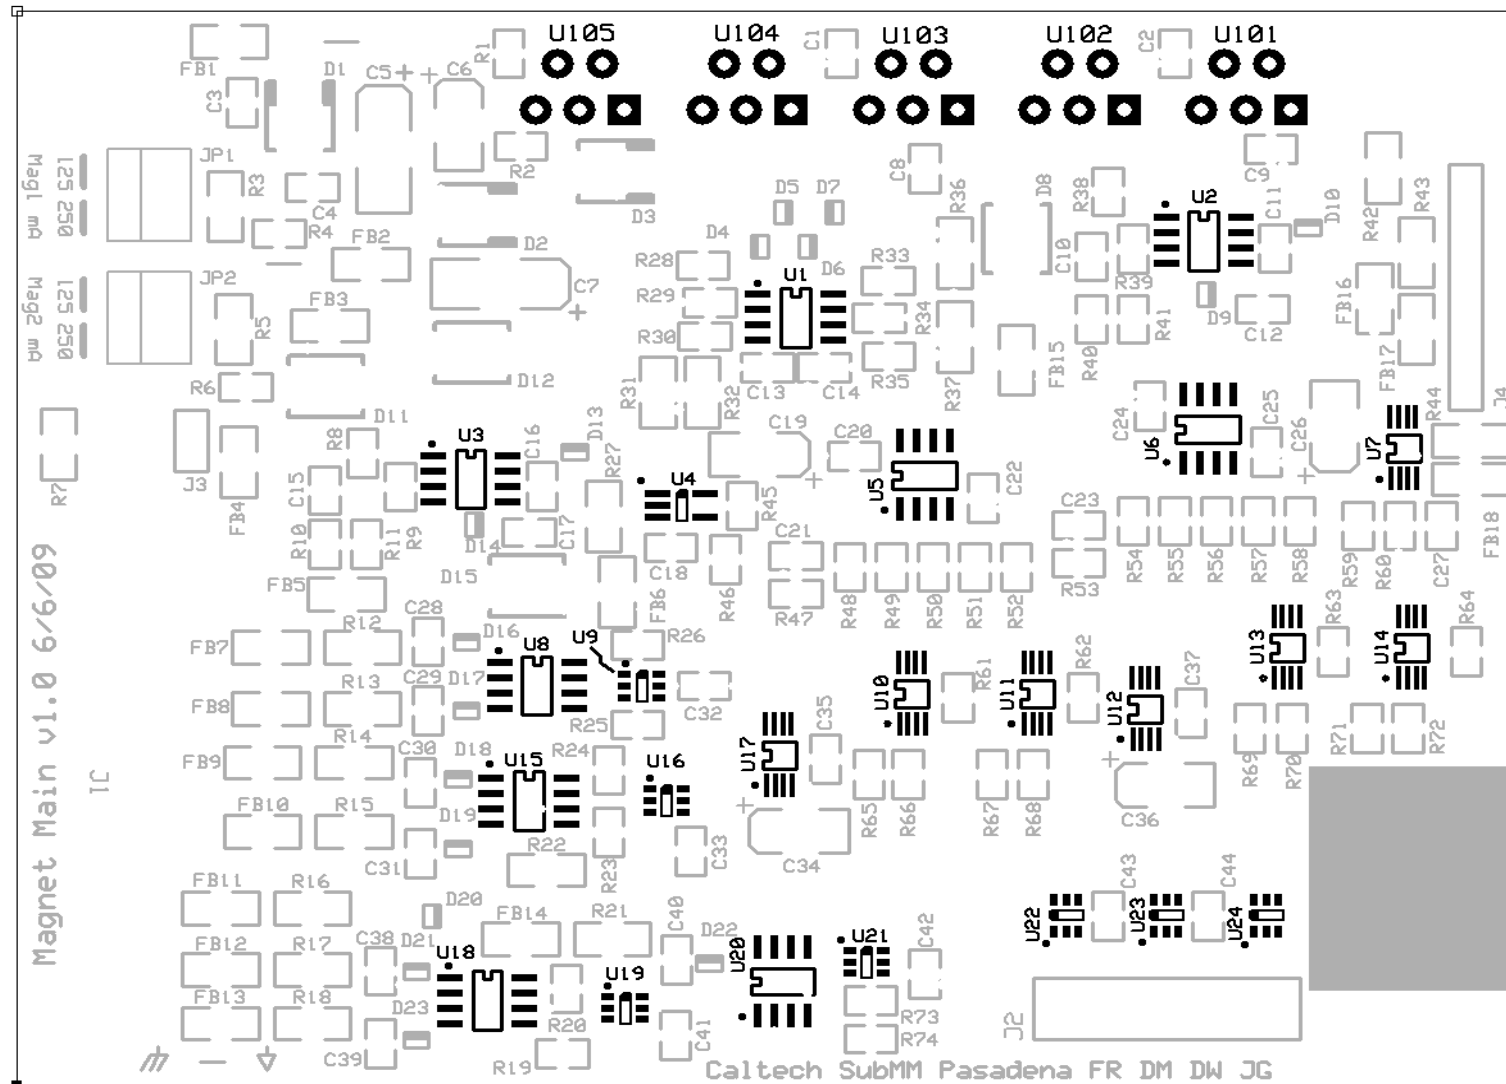 U105 U104 U103 U102 U101
R1 C1 C2
FB1 D1 C5 C6
C3
R2 C8 C9
JP1
Mag1 mA 125 250
R3 C4 D3 D5 D7 R36 D8 R38 U2 C11 D10 R42 R43
R4 FB2 D2 D4 R28 D6 R33 C10 R39
JP2
Mag2 mA 125 250
FB3 C7 R29 U1 R34 D9 C12 FB16
R5 R30 R41 R40
R6 D12 R31 R32 C13 C14 R35 R37 FB15 FB17
D11 D13 C19 C20 C24 U6 C25 C26 U7 R44 J4
R7 J3 FB4 R8 U3 C16 R27 U4 R45 U5 C22
C15 R9 D14 C17 C21 C23
R10 R11 C18 R46 R54 R55 R56 R57 R58 R59 R60 C27 FB18
FB5 D15 FB6 R47 R48 R49 R50 R51 R52 R53
R12 C28 D16 U9 R26 R63 R64
FB7 U8 U13 U14
R13 C29 D17 C32 U10 R61 U11 R62 U12 C37
FB8 R25
R14 C30 D18 R24 U17 C35 R69 R70 R71 R72
FB9 U15 U16
J1
FB10 R15 D19 R65 R66 R67 R68 C36
C31 R22 R23 C33 C34
Magnet Main v1.0 6/6/09
FB11 R16 D20 C43 C44
FB14 R21 C40 U22 U23 U24
FB12 R17 C38 D21 U18 D22 U20 U21 C42
U19
FB13 R18 D23 R73
C39 R19 R20 C41 R74 J2
Caltech SubMM Pasadena FR DM DW JG